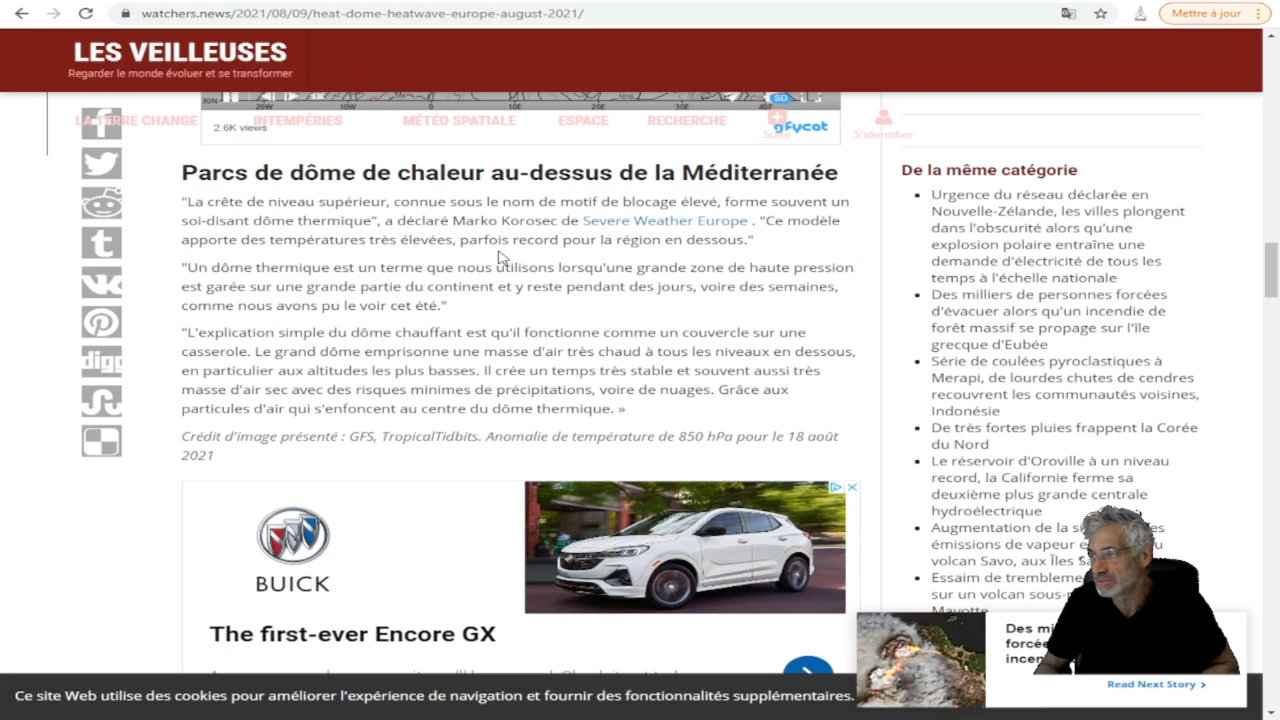 watchers.news/2021/08/09/heat-dome-heatwave-europe-august-2021/
Mettre à jour
LES VEILLEUSES
Regarder le monde évoluer et se transformer
30N
20W
10W
0
10E
20E
30E
SD
LA TERRE CHANGE
INTEMPÉRIES
MÉTÉO SPATIALE
ESPACE
RECHERCHE
Suite
S'identifier
2.6K views
gfycat
Parcs de dôme de chaleur au-dessus de la Méditerranée
"La crête de niveau supérieur, connue sous le nom de motif de blocage élevé, forme souvent un
soi-disant dôme thermique", a déclaré Marko Korosec de Severe Weather Europe . "Ce modèle
apporte des températures très élevées, parfois record pour la région en dessous."
"Un dôme thermique est un terme que nous utilisons lorsqu'une grande zone de haute pression
est garée sur une grande partie du continent et y reste pendant des jours, voire des semaines,
comme nous avons pu le voir cet été."
"L'explication simple du dôme chauffant est qu'il fonctionne comme un couvercle sur une
casserole. Le grand dôme emprisonne une masse d'air très chaud à tous les niveaux en dessous,
en particulier aux altitudes les plus basses. Il crée un temps très stable et souvent aussi très
masse d'air sec avec des risques minimes de précipitations, voire de nuages. Grâce aux
particules d'air qui s'enfoncent au centre du dôme thermique. »
Crédit d'image présenté : GFS, TropicalTidbits. Anomalie de température de 850 hPa pour le 18 août
2021
digg
BUICK
The first-ever Encore GX
De la même catégorie
Urgence du réseau déclarée en
Nouvelle-Zélande, les villes plongent
dans l'obscurité alors qu'une
explosion polaire entraîne une
demande d'électricité de tous les
temps à l'échelle nationale
Des milliers de personnes forcées
d'évacuer alors qu'un incendie de
forêt massif se propage sur l'île
grecque d'Eubée
Série de coulées pyroclastiques à
Merapi, de lourdes chutes de cendres
recouvrent les communautés voisines,
Indonésie
De très fortes pluies frappent la Corée
du Nord
Le réservoir d'Oroville à un niveau
record, la Californie ferme sa
deuxième plus grande centrale
hydroélectrique
Augmentation de la
émissions de vapeur
volcan Savo, aux Îles
Essaim de
sur un volcan
Mayotte
Des
Read Next Story >
Ce site Web utilise des cookies pour améliorer l'expérience de navigation et fournir des fonctionnalités supplémentaires.